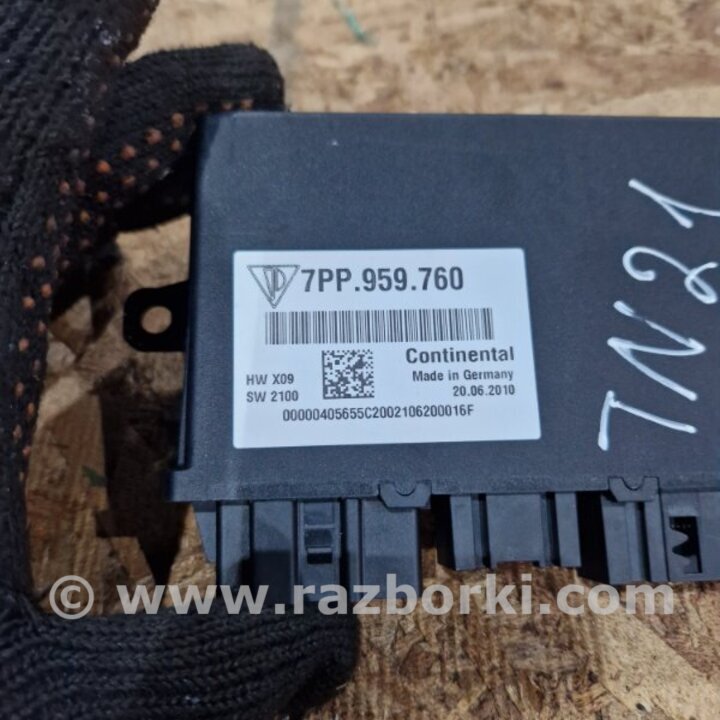 7PP.959.760
Continental
HW X09
Made in Germany
SW 2100
20.06.2010
00000405655C2002106200016F
TN21
© www.razborki.com